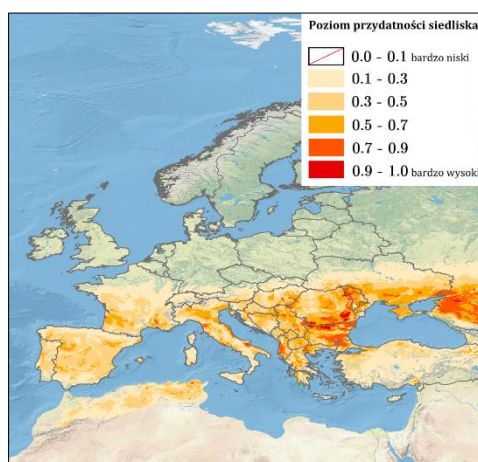 Poziom przydatności siedliska
0.0 - 0.1 bardzo niski
0.1 - 0.3
0.3 - 0.5
0.5 - 0.7
0.7 - 0.9
0.9 - 1.0 bardzo wysoki